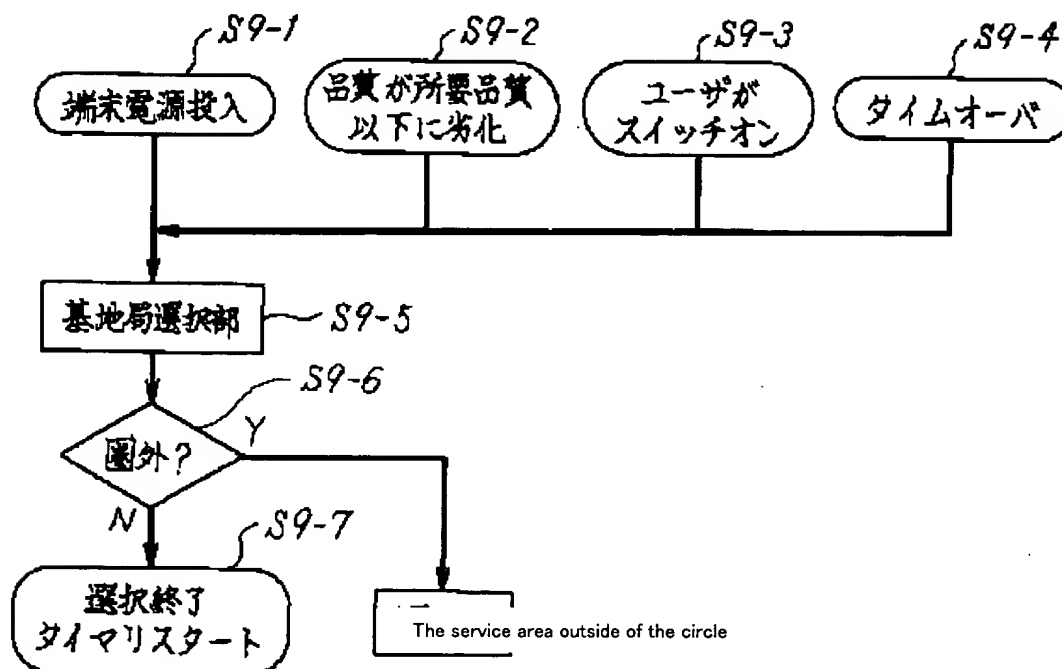 S9-1
S9-2
S9-3
S9-4
端末電源投入
品質が所要品質
以下に劣化
ユーザが
スイッチオン
タイムオーバ
基地局選択部
S9-5
S9-6
圏外?
Y
N
S9-7
選択終了
タイマリスタート
The service area outside of the circle